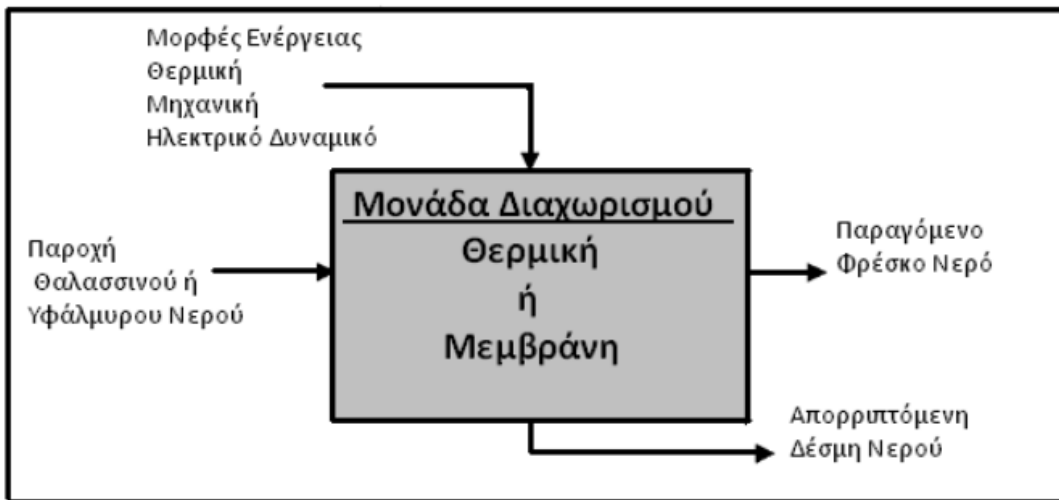 Μορφές Ενέργειας
Θερμική
Μηχανική
Ηλεκτρικό Δυναμικό
Μονάδα Διαχωρισμού
Θερμική
ή
Μεμβράνη
Παροχή
Θαλασσινού ή
Υφάλμυρου Νερού
Παραγόμενο
Φρέσκο Νερό
Απορριπτόμενη
Δέσμη Νερού